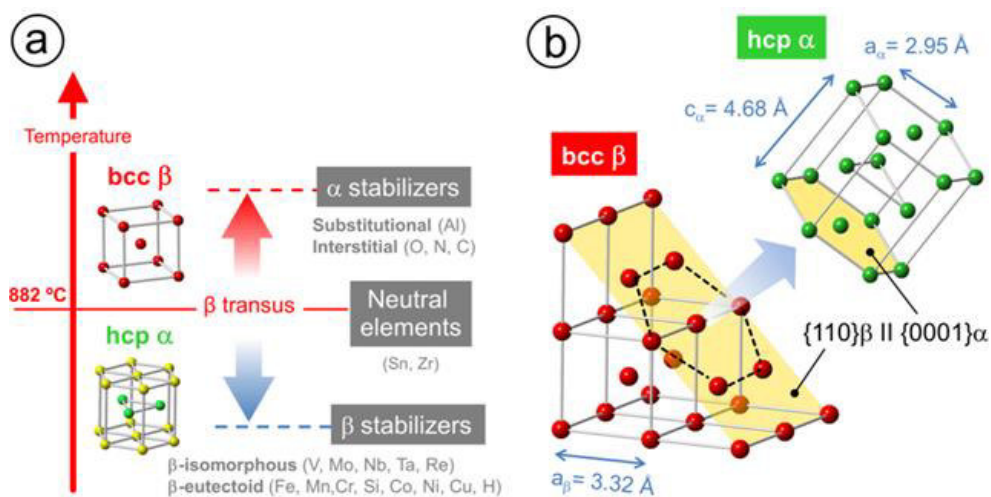 a
Temperature
bcc β
α stabilizers
Substitutional (Al)
Interstitial (O, N, C)
882 ºC
β transus
Neutral
elements
(Sn, Zr)
hcp α
β stabilizers
β-isomorphous (V, Mo, Nb, Ta, Re)
β-eutectoid (Fe, Mn,Cr, Si, Co, Ni, Cu, H)
b
hcp α
aα = 2.95 Å
cα = 4.68 Å
bcc β
{110}β II {0001}α
aβ= 3.32 Å